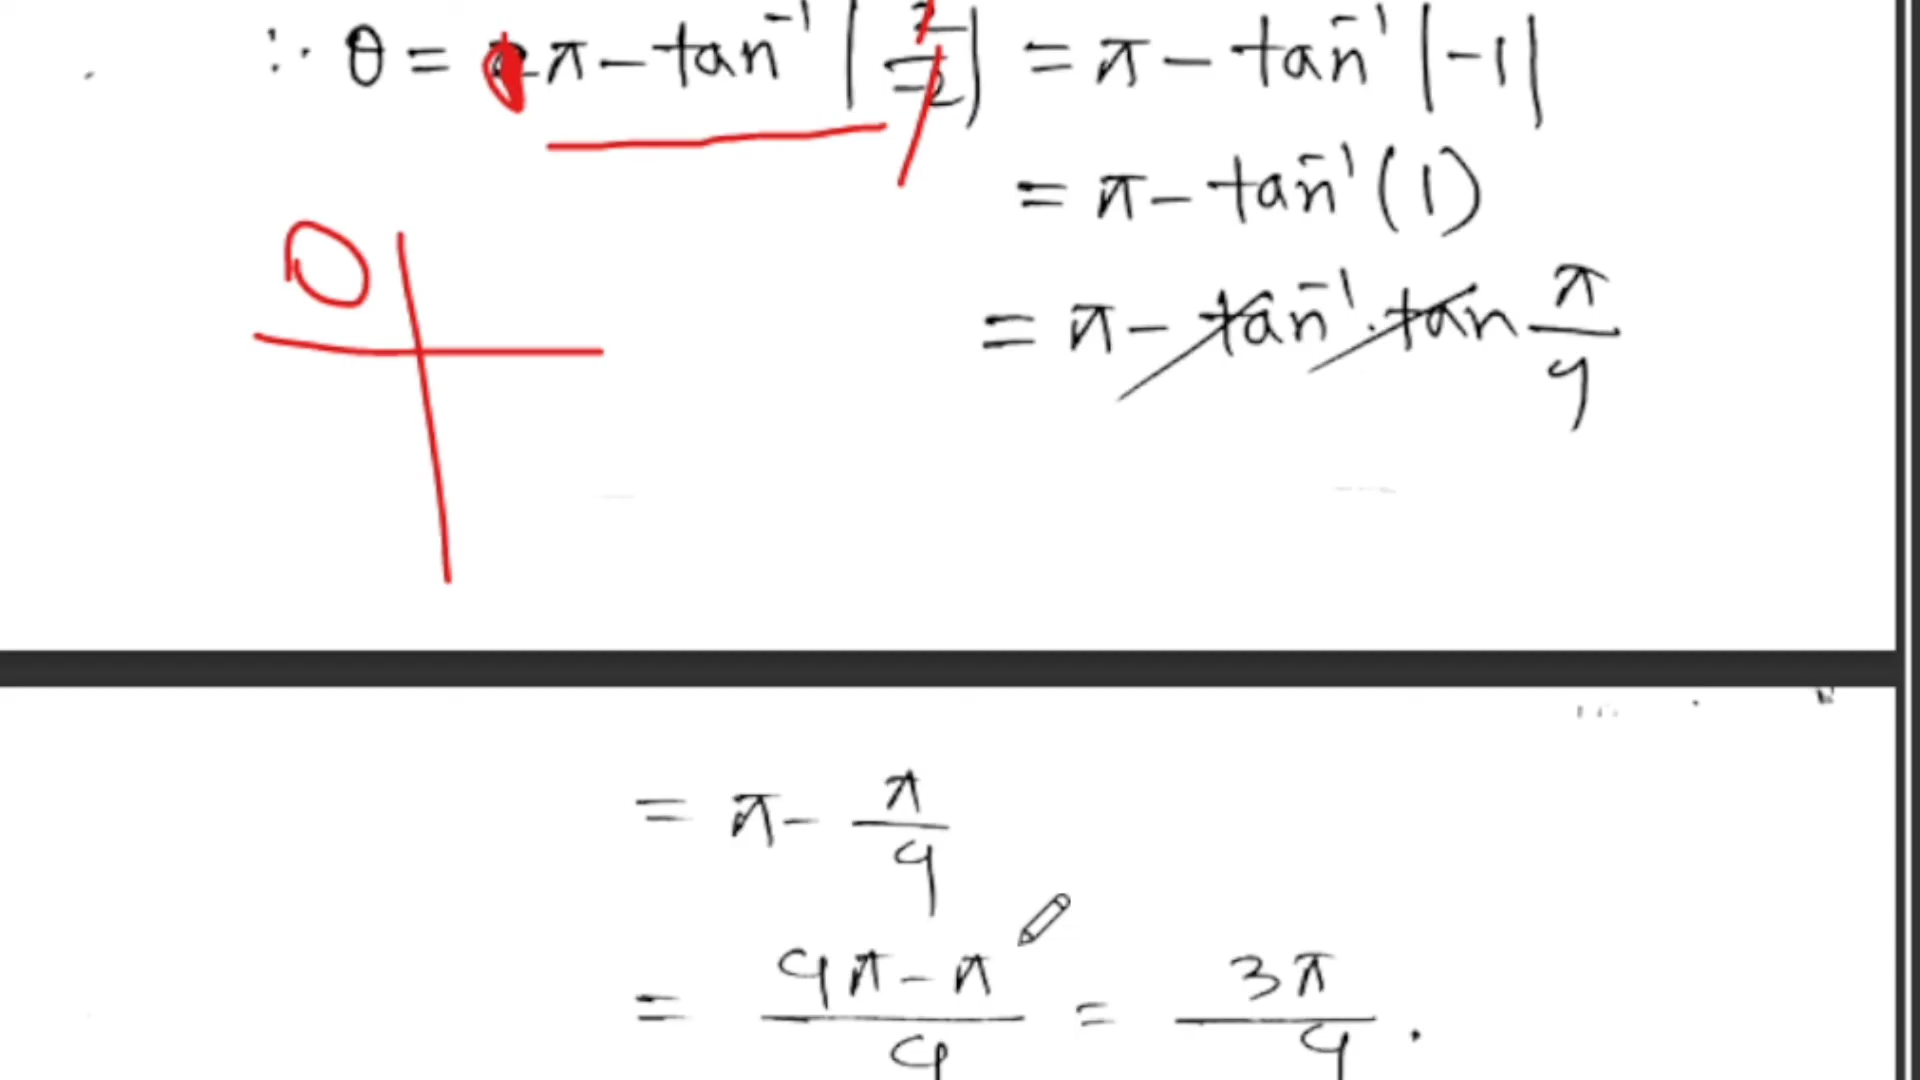 ∴ θ = π - tan⁻¹ |2/-2| = π - tan⁻¹ |-1|
= π - tan⁻¹ (1)
= π - tan⁻¹ . tan π/4
= π - π/4
= 4π - π/4 = 3π/4 .